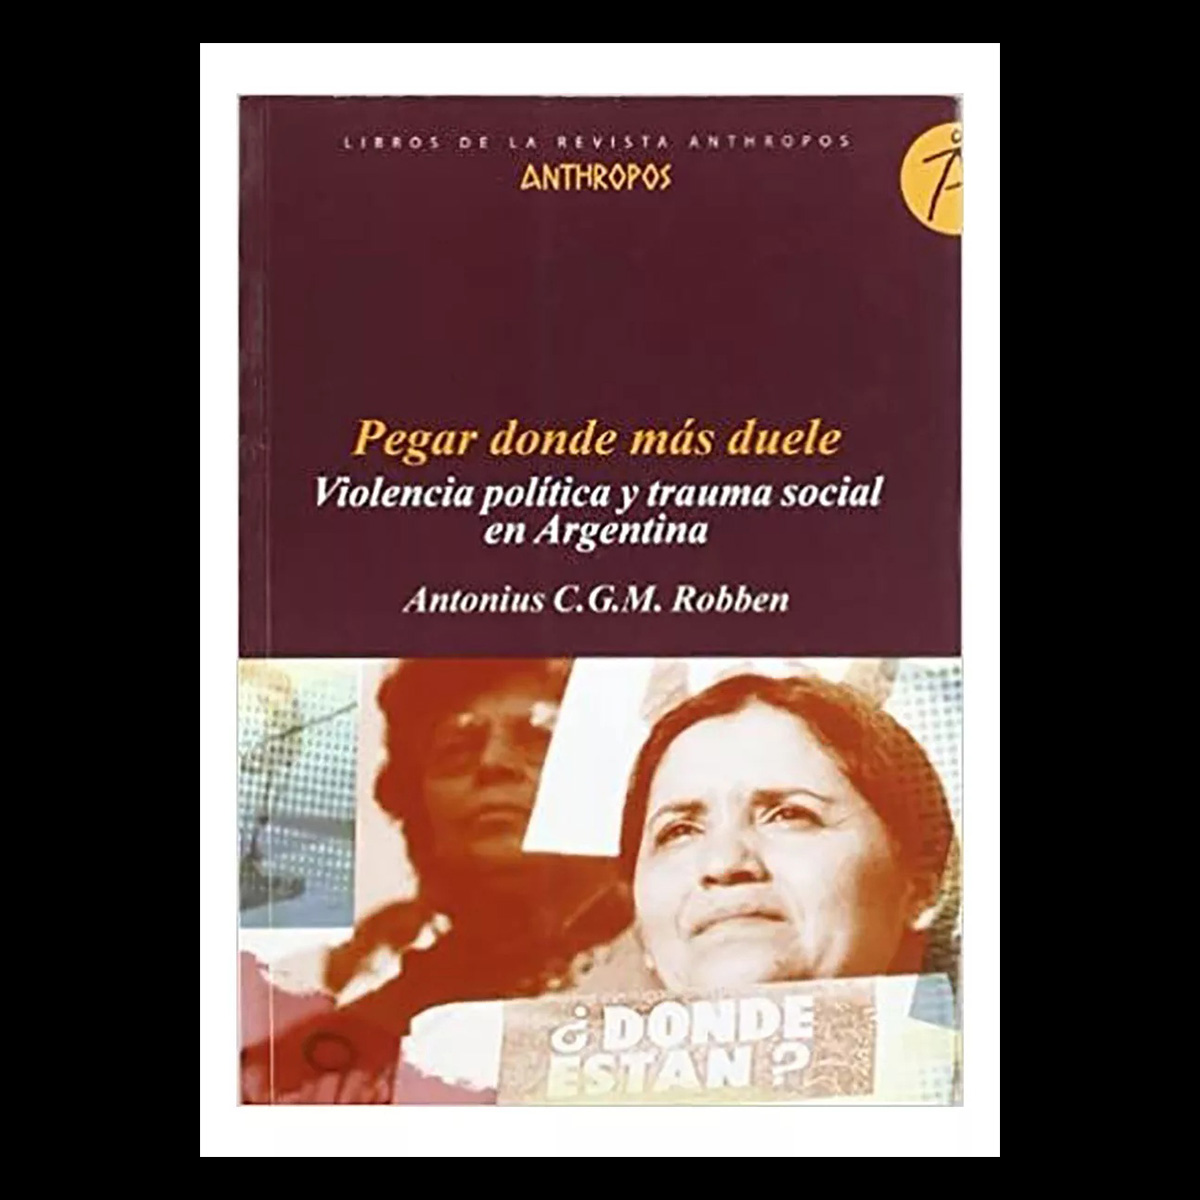 LIBROS DE LA REVISTA ANTHROPOS
ANTHROPOS
Pegar donde más duele
Violencia política y trauma social
en Argentina
Antonius C.G.M. Robben
¿DONDE
ESTAN?